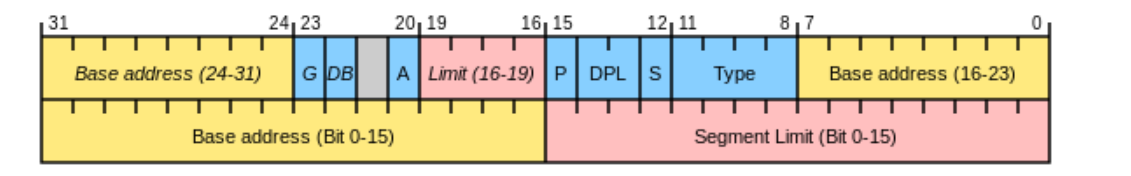 31 24 23 20 19 16 15 12 11 8 7 0
Base address (24-31) G DB A Limit (16-19) P DPL S Type Base address (16-23)
Base address (Bit 0-15) Segment Limit (Bit 0-15)